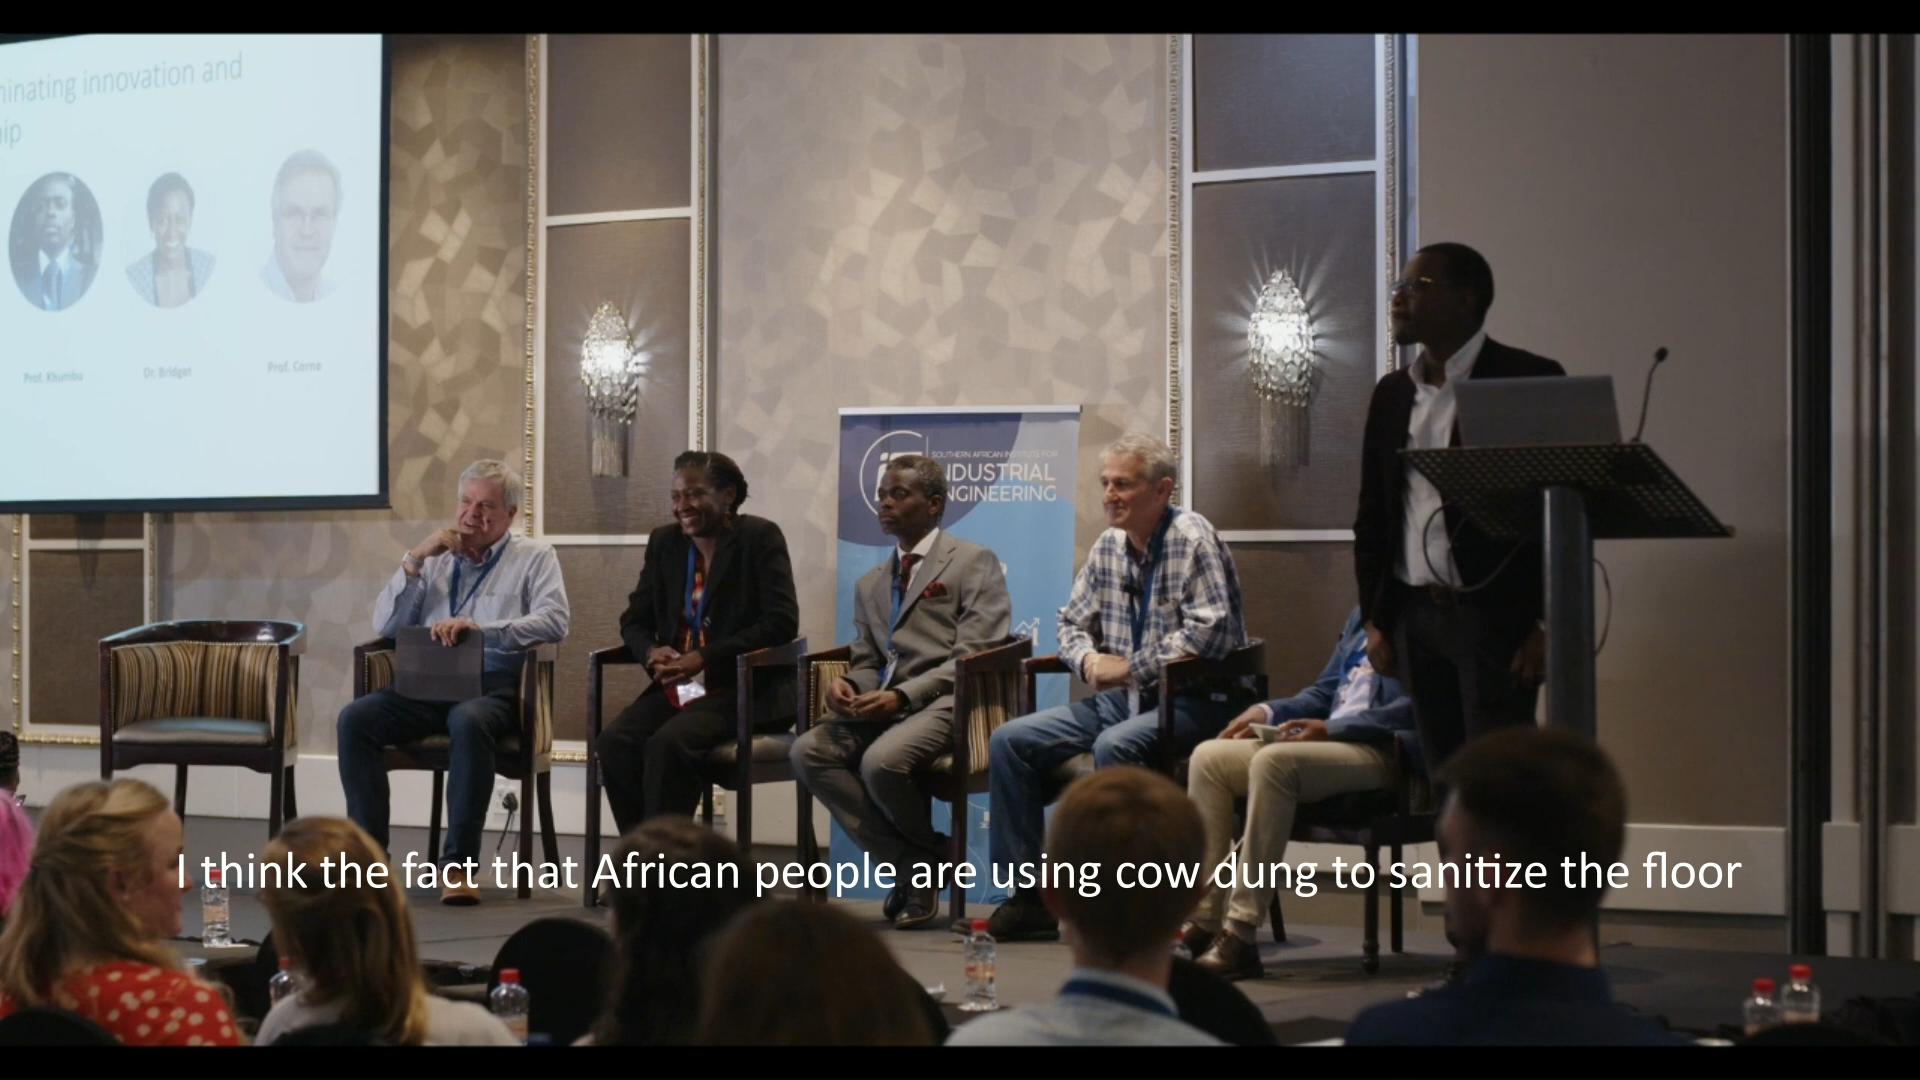 inating innovation and
ip
Prof. Khumbu
Dr. Bridget
Prof. Corne
SOUTHERN AFRICAN INSTITUTE FOR
INDUSTRIAL
ENGINEERING
I think the fact that African people are using cow dung to sanitize the floor